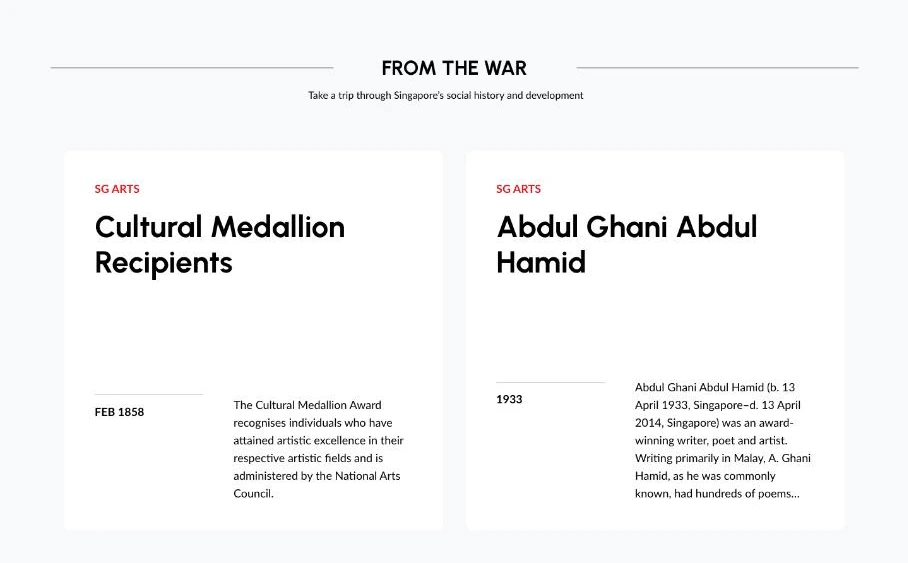 FROM THE WAR
Take a trip through Singapore's social history and development
SG ARTS
Cultural Medallion
Recipients
FEB 1858
The Cultural Medallion Award
recognises individuals who have
attained artistic excellence in their
respective artistic fields and is
administered by the National Arts
Council.
SG ARTS
Abdul Ghani Abdul
Hamid
1933
Abdul Ghani Abdul Hamid (b. 13
April 1933, Singapore–d. 13 April
2014, Singapore) was an award-
winning writer, poet and artist.
Writing primarily in Malay, A. Ghani
Hamid, as he was commonly
known, had hundreds of poems...